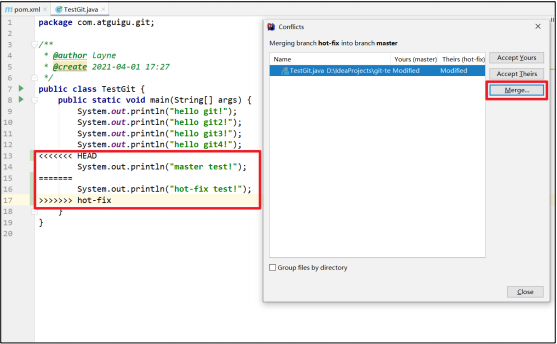 pom.xml × TestGit.java ×
1 package com.atguigu.git;
2
3 /**
4 * @author Layne
5 * @create 2021-04-01 17:27
6 */
7 public class TestGit {
8 public static void main(String[] args) {
9 System.out.println("hello git!");
10 System.out.println("hello git2!");
11 System.out.println("hello git3!");
12 System.out.println("hello git4!");
13 <<<<<<< HEAD
14 System.out.println("master test!");
15 =======
16 System.out.println("hot-fix test!");
17 >>>>>>> hot-fix
18 }
19 }
20
Conflicts
Merging branch hot-fix into branch master
Name Yours (master) Theirs (hot-fix)
TestGit.java D:\IdeaProjects\git-te Modified Modified
Accept Yours
Accept Theirs
Merge...
Group files by directory
Close